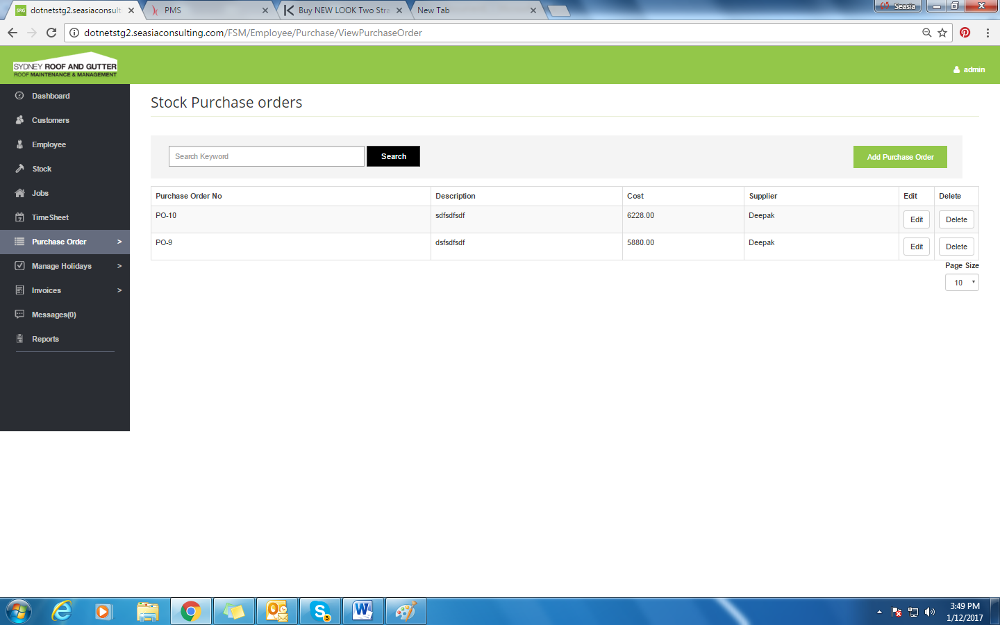 SRG dotnetstg2.seasiaconsult PMS Buy NEW LOOK Two Stra New Tab Seasia
dotnetstg2.seasiaconsulting.com/FSM/Employee/Purchase/ViewPurchaseOrder
SYDNEY ROOF AND GUTTER
ROOF MAINTENANCE & MANAGEMENT
admin
Dashboard
Customers
Employee
Stock
Jobs
TimeSheet
Purchase Order >
Manage Holidays >
Invoices >
Messages(0)
Reports
Stock Purchase orders
Search Keyword Search Add Purchase Order
Purchase Order No Description Cost Supplier Edit Delete
PO-10 sdfsdfsdf 6228.00 Deepak Edit Delete
PO-9 dsfsdfsdf 5880.00 Deepak Edit Delete
Page Size
10
3
3:49 PM
1/12/2017